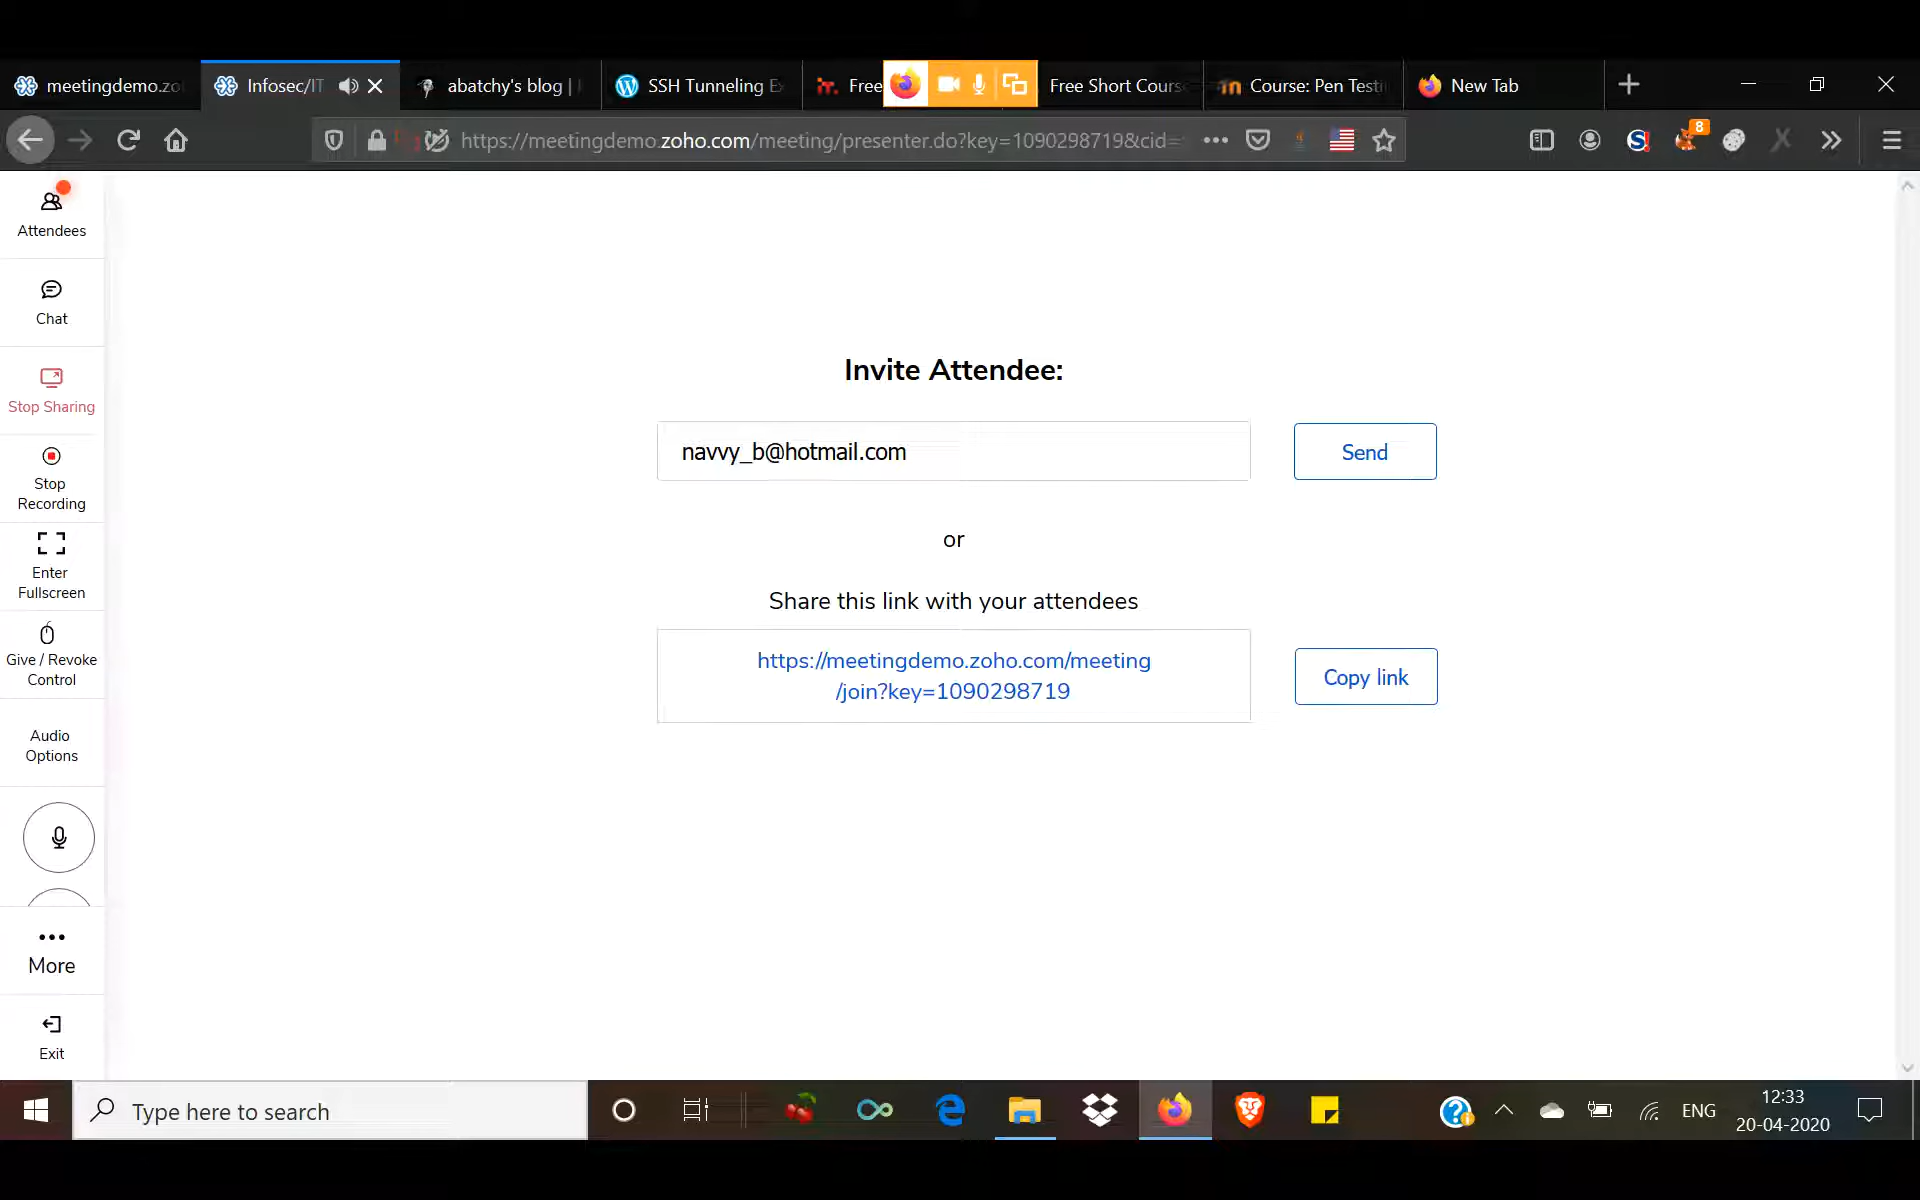 meetingdemo.zo
Infosec/IT
abatchy's blog |
SSH Tunneling E
Free
Free Short Cours
Course: Pen Testi
New Tab
https://meetingdemo.zoho.com/meeting/presenter.do?key=1090298719&cid=
8
Attendees
Chat
Stop Sharing
Stop
Recording
Enter
Fullscreen
Give / Revoke
Control
Audio
Options
More
Exit
Invite Attendee:
navvy_b@hotmail.com
Send
or
Share this link with your attendees
https://meetingdemo.zoho.com/meeting
/join?key=1090298719
Copy link
Type here to search
ENG
12:33
20-04-2020